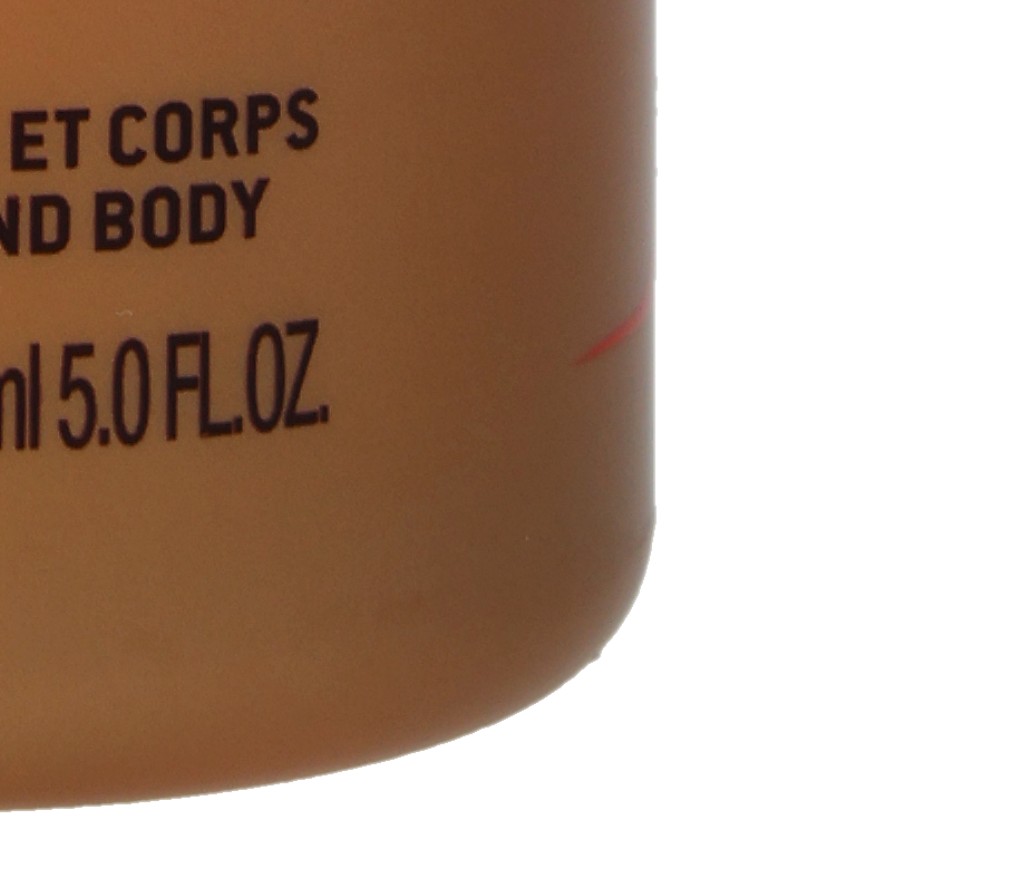 ET CORPS
ND BODY
ml 5.0 FL.OZ.